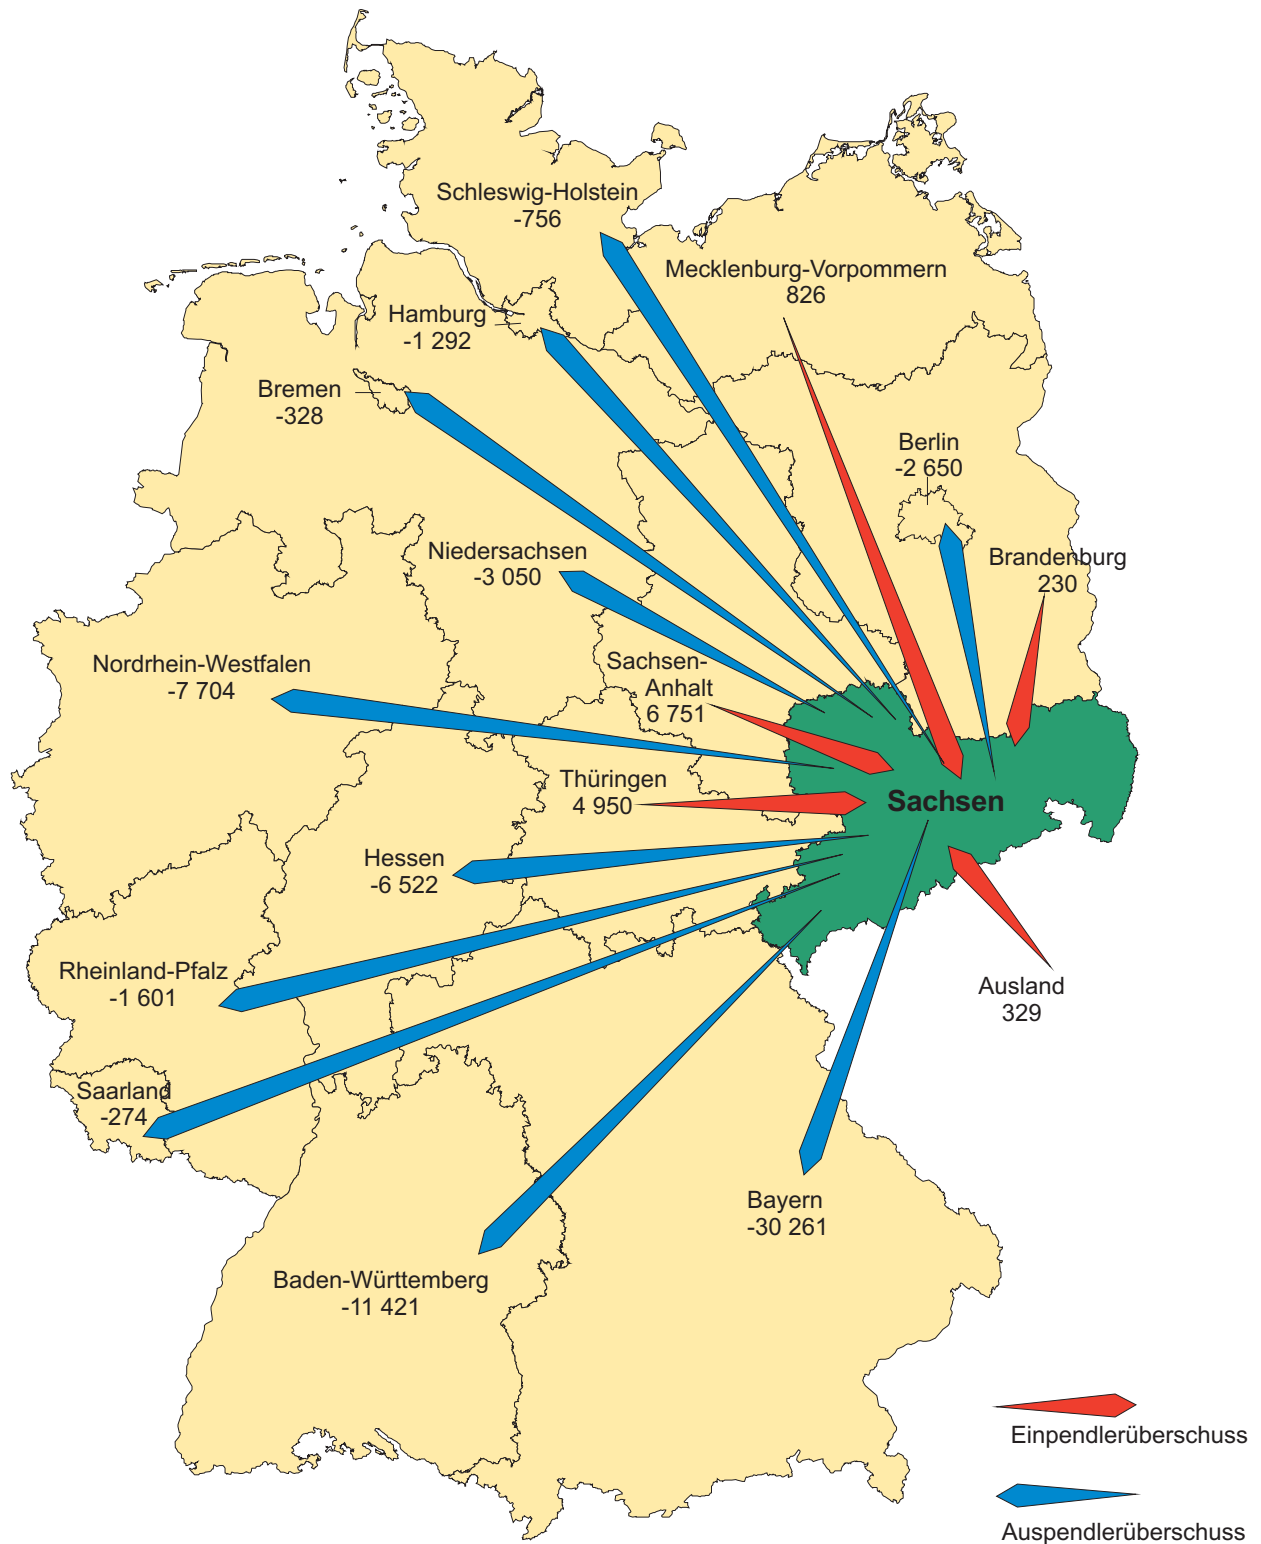 Schleswig-Holstein
-756
Mecklenburg-Vorpommern
826
Hamburg
-1 292
Bremen
-328
Berlin
-2 650
Niedersachsen
-3 050
Brandenburg
230
Nordrhein-Westfalen
-7 704
Sachsen-
Anhalt
6 751
Thüringen
4 950
Sachsen
Hessen
-6 522
Rheinland-Pfalz
-1 601
Ausland
329
Saarland
-274
Bayern
-30 261
Baden-Württemberg
-11 421
Einpendlerüberschuss
Auspendlerüberschuss